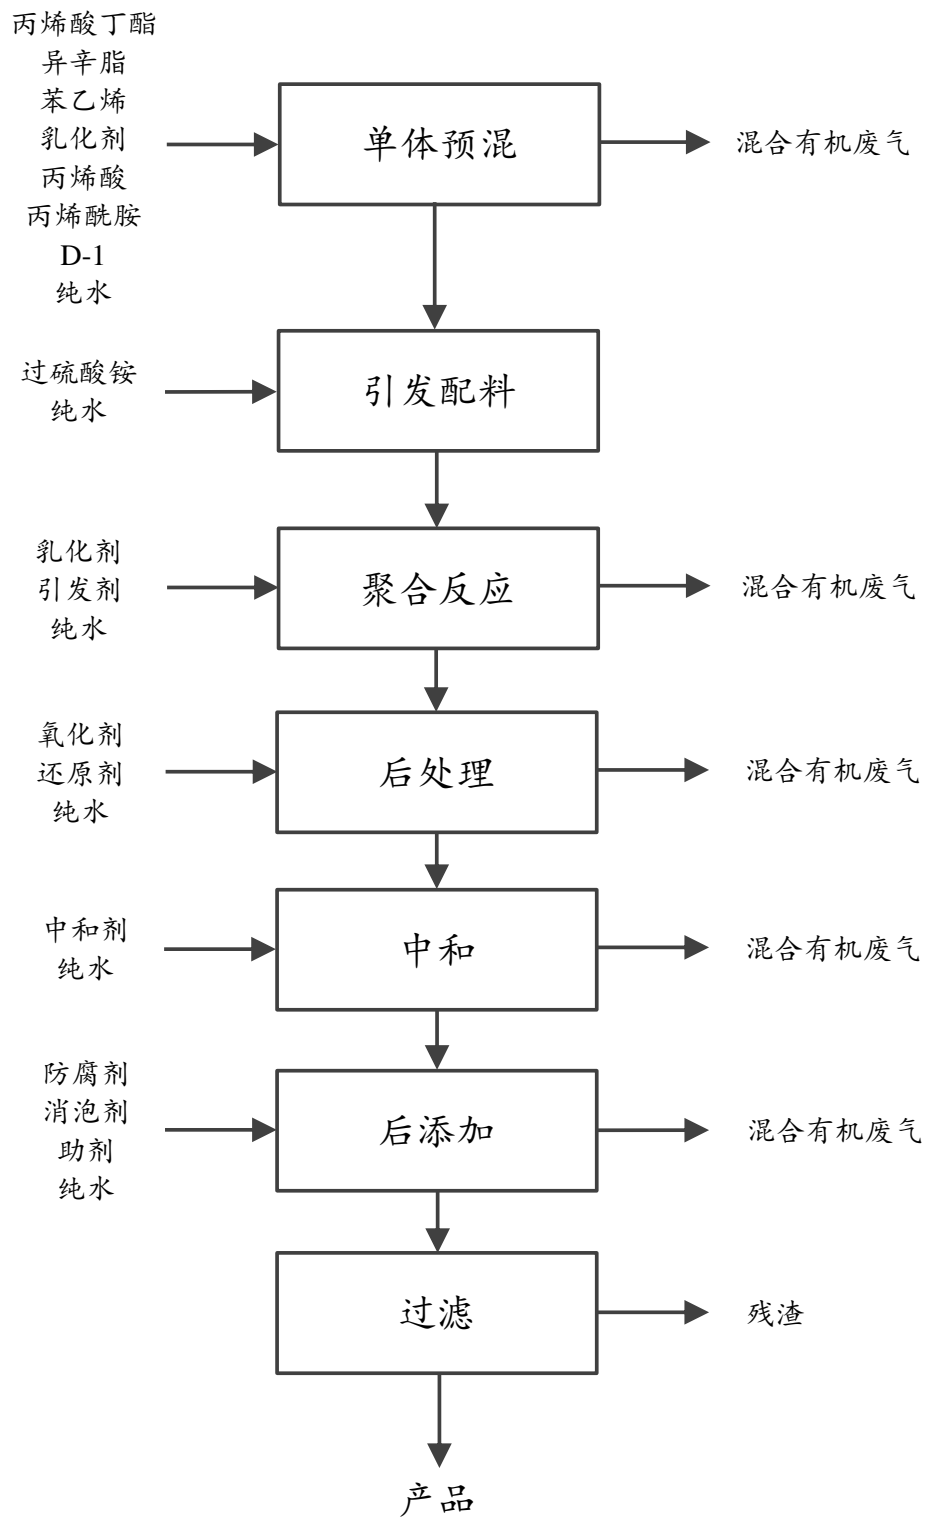 丙烯酸丁酯
异辛脂
苯乙烯
乳化剂
丙烯酸
丙烯酰胺
D-1
纯水
单体预混
混合有机废气
过硫酸铵
纯水
引发配料
乳化剂
引发剂
纯水
聚合反应
混合有机废气
氧化剂
还原剂
纯水
后处理
混合有机废气
中和剂
纯水
中和
混合有机废气
防腐剂
消泡剂
助剂
纯水
后添加
混合有机废气
过滤
残渣
产品